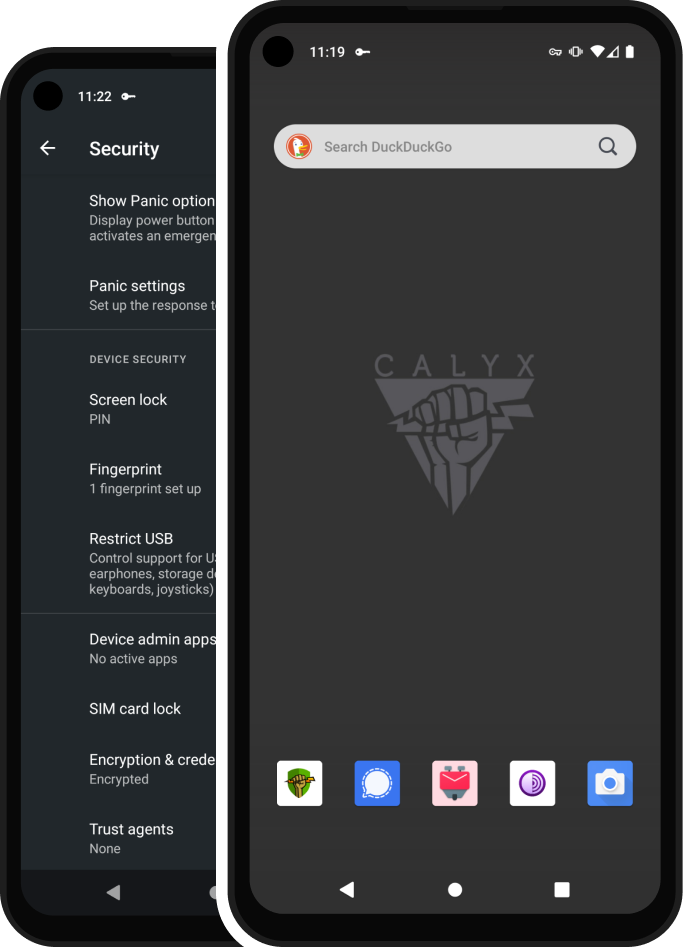 11:22
Security
Show Panic option
Display power button
activates an emergen
Panic settings
Set up the response t
DEVICE SECURITY
Screen lock
PIN
Fingerprint
1 fingerprint set up
Restrict USB
Control support for U
earphones, storage d
keyboards, joysticks)
Device admin apps
No active apps
SIM card lock
Encryption & crede
Encrypted
Trust agents
None
11:19
Search DuckDuckGo
CALYX